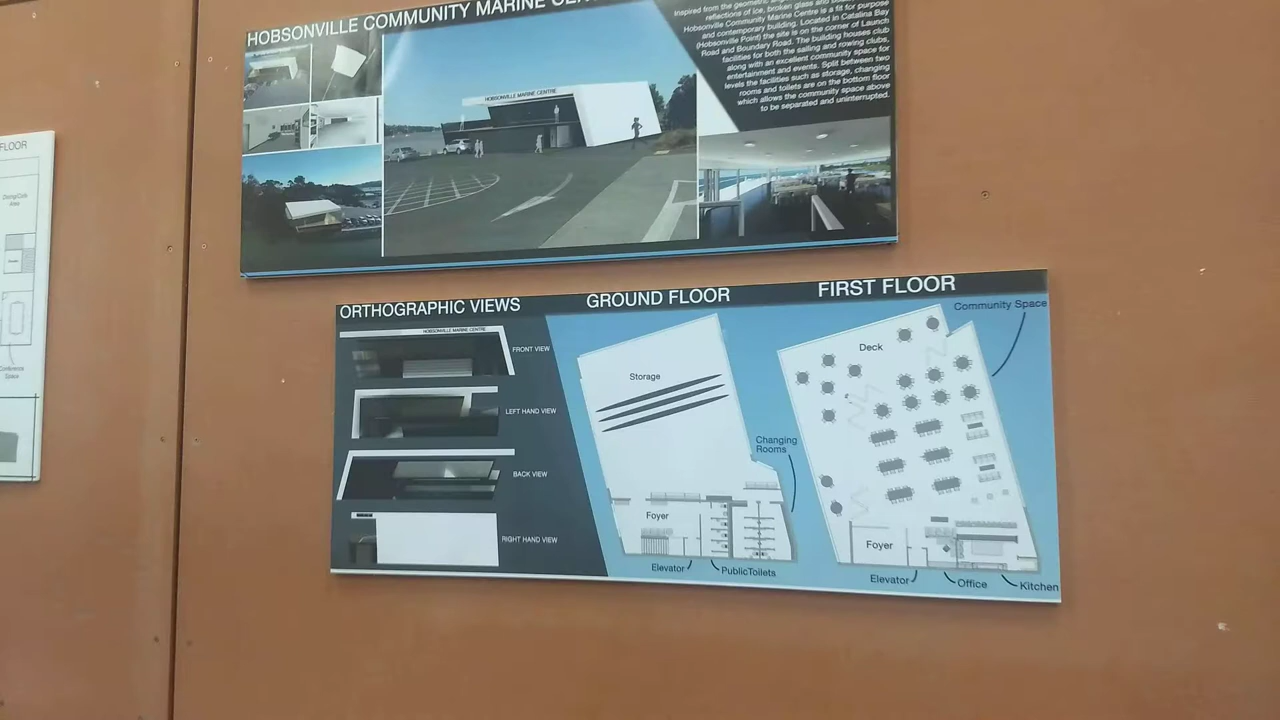 HOBSONVILLE COMMUNITY MARINE
Inspired from the geometric
reflections of ice, broken glass and
Hobsonville Community Marine Centre is a fit for purpose
and contemporary building. Located in Catalina Bay
(Hobsonville Point) the site is on the corner of Launch
Road and Boundary Road. The building houses club
facilities for both the sailing and rowing clubs,
along with an excellent community space for
entertainment and events. Split between two
levels the facilities such as storage, changing
rooms and toilets are on the bottom floor
which allows the community space above
to be separated and uninterrupted.
HOBSONVILLE MARINE CENTRE
FLOOR
Dining/Cafe
Area
Conference
Space
ORTHOGRAPHIC VIEWS
HOBSONVILLE MARINE CENTRE
FRONT VIEW
LEFT HAND VIEW
BACK VIEW
RIGHT HAND VIEW
GROUND FLOOR
Storage
Changing
Rooms
Foyer
Elevator
Public Toilets
FIRST FLOOR
Community Space
Deck
Foyer
Elevator
Office
Kitchen